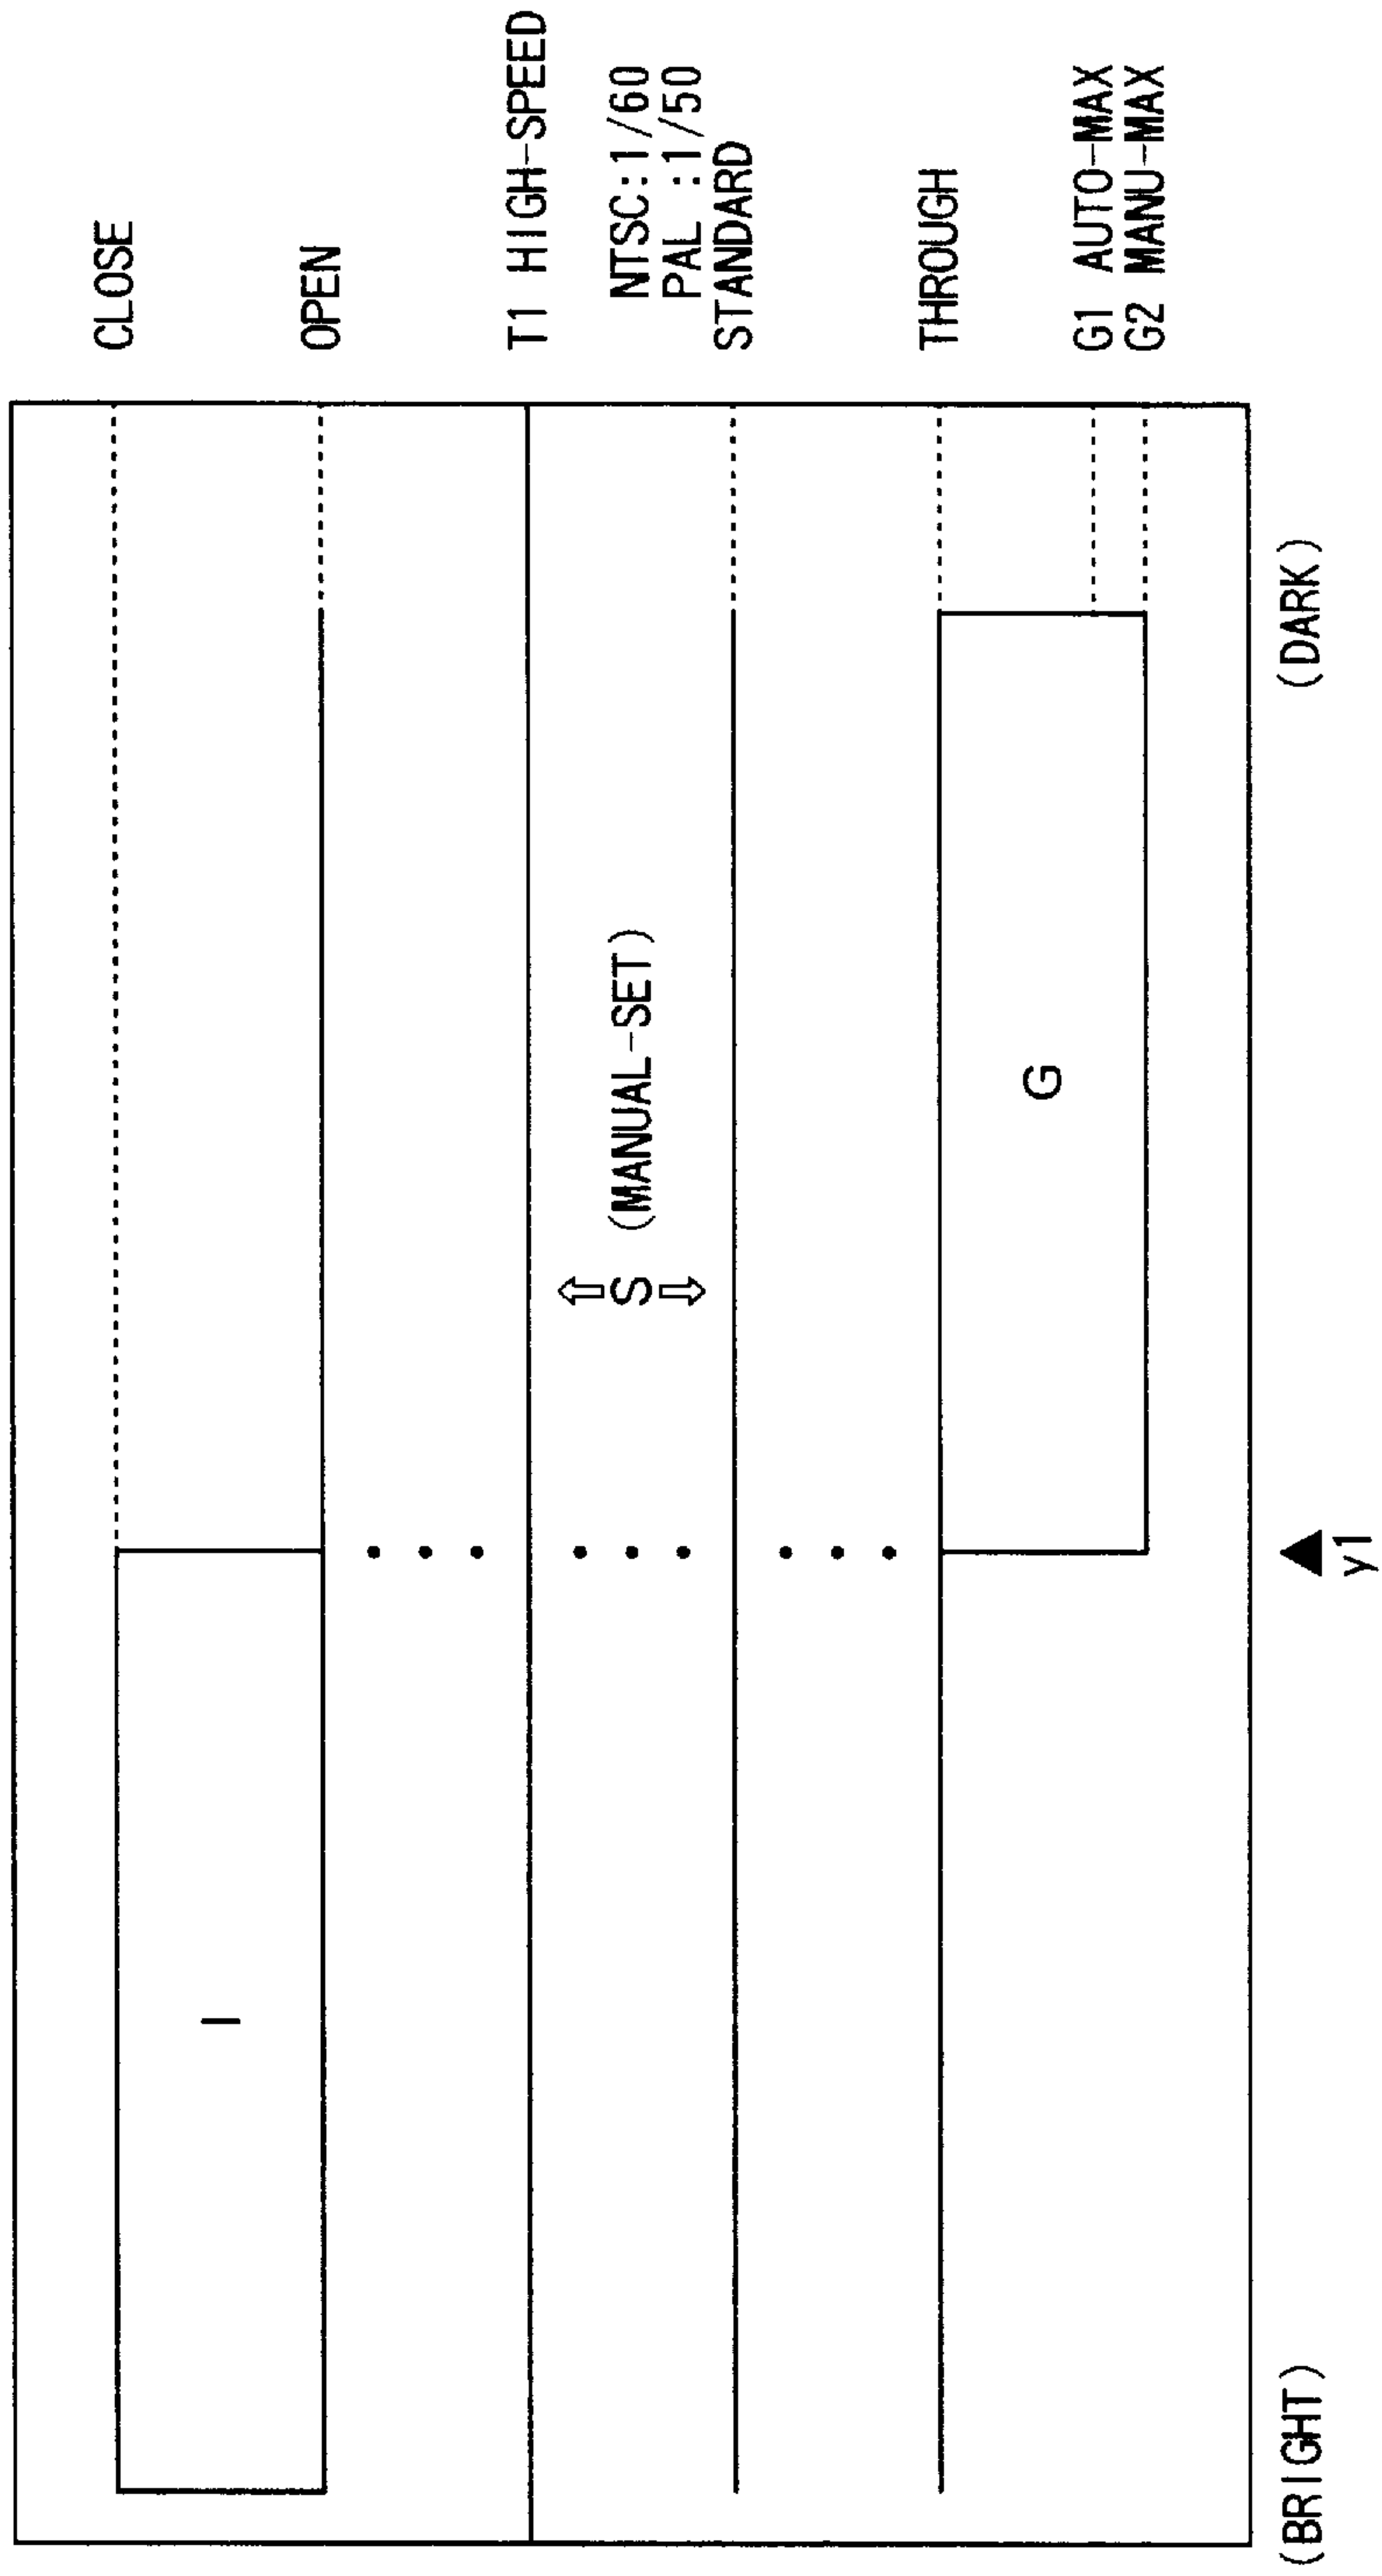 CLOSE
I
OPEN
T1 HIGH-SPEED
S (MANUAL-SET)
NTSC:1/60
PAL :1/50
STANDARD
THROUGH
G
G1 AUTO-MAX
G2 MANU-MAX
(BRIGHT)
(DARK)
y1